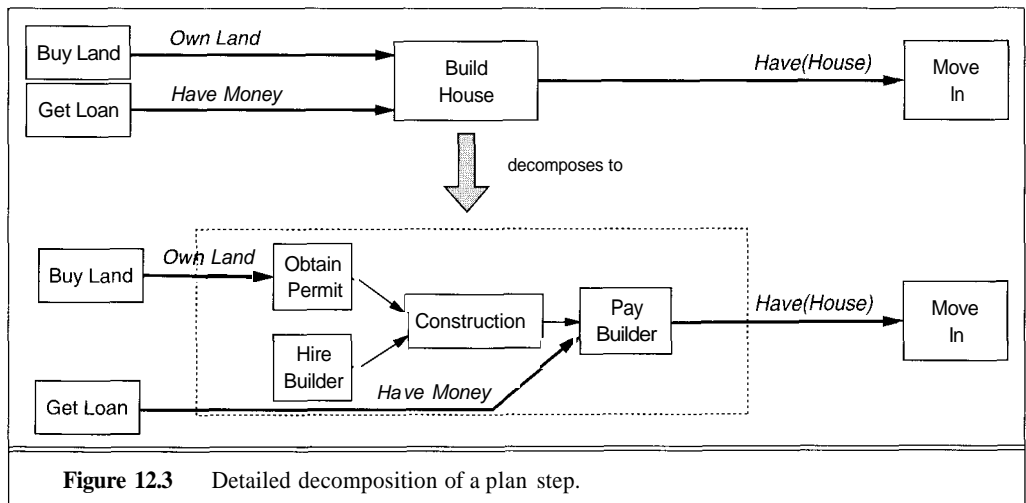 Own Land
Buy Land
Build
House
Have(House)
Move
In
Get Loan
Have Money
decomposes to
Own Land
Buy Land
Obtain
Permit
Construction
Pay
Builder
Have(House)
Move
In
Hire
Builder
Have Money
Get Loan
Figure 12.3 Detailed decomposition of a plan step.